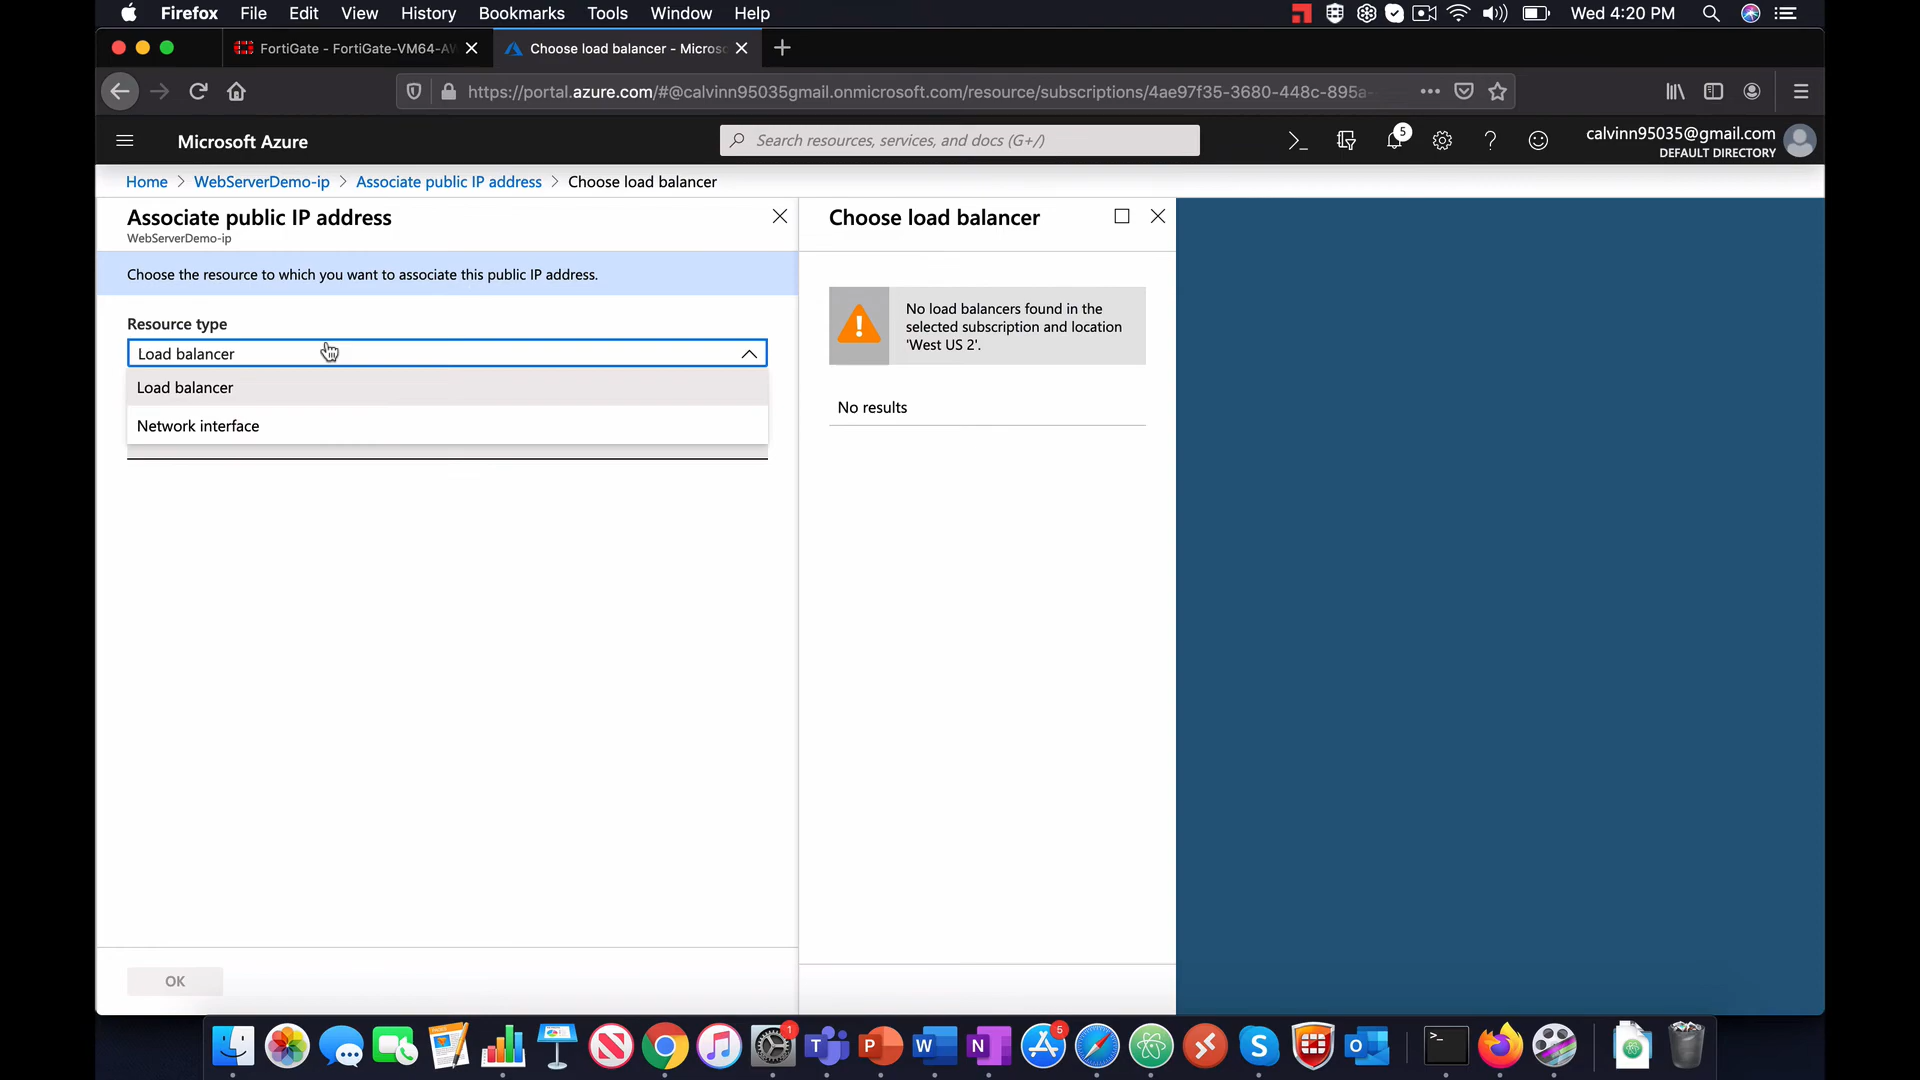 Firefox File Edit View History Bookmarks Tools Window Help Wed 4:20 PM
FortiGate - FortiGate-VM64-AW
Choose load balancer - Micros
https://portal.azure.com/#@calvinn95035gmail.onmicrosoft.com/resource/subscriptions/4ae97f35-3680-448c-895a-
Microsoft Azure
Search resources, services, and docs (G+/)
5
calvinn95035@gmail.com
DEFAULT DIRECTORY
Home > WebServerDemo-ip > Associate public IP address > Choose load balancer
Associate public IP address
WebServerDemo-ip
Choose the resource to which you want to associate this public IP address.
Resource type
Load balancer
Load balancer
Network interface
OK
Choose load balancer
No load balancers found in the
selected subscription and location
'West US 2'.
No results
1
5